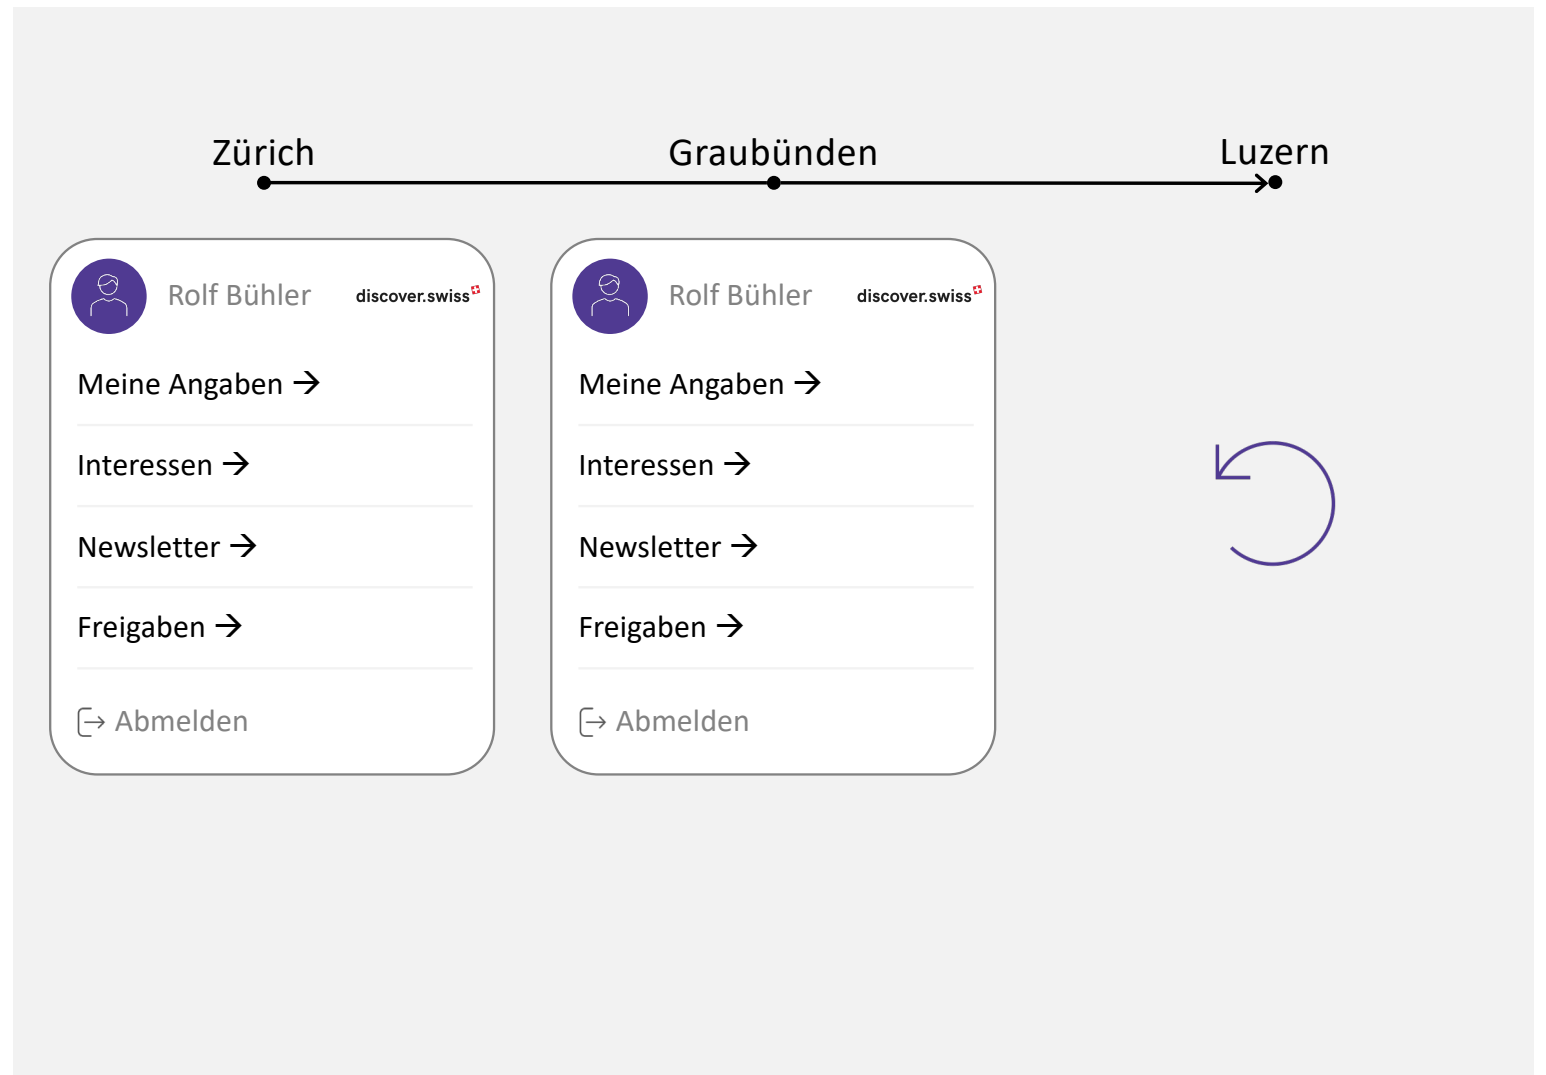 Zürich
Graubünden
Luzern
Rolf Bühler
discover.swiss
Meine Angaben →
Interessen →
Newsletter →
Freigaben →
Abmelden
Rolf Bühler
discover.swiss
Meine Angaben →
Interessen →
Newsletter →
Freigaben →
Abmelden